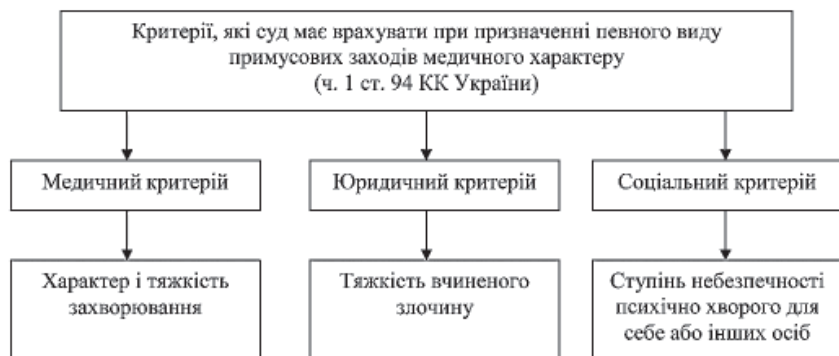 Критерії, які суд має врахувати при призначенні певного виду
примусових заходів медичного характеру
(ч. 1 ст. 94 КК України)
Медичний критерій
Юридичний критерій
Соціальний критерій
Характер і тяжкість
захворювання
Тяжкість вчиненого
злочину
Ступінь небезпечності
психічно хворого для
себе або інших осіб